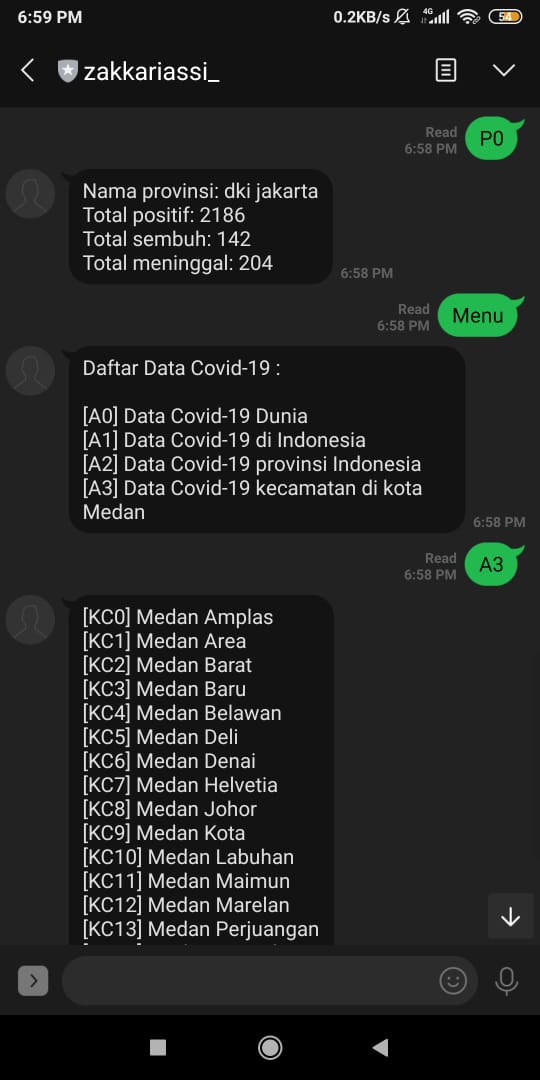 6:59 PM
0.2KB/s
4G
54
zakkariassi_
Read
6:58 PM
P0
Nama provinsi: dki jakarta
Total positif: 2186
Total sembuh: 142
Total meninggal: 204
6:58 PM
Read
6:58 PM
Menu
Daftar Data Covid-19 :
[A0] Data Covid-19 Dunia
[A1] Data Covid-19 di Indonesia
[A2] Data Covid-19 provinsi Indonesia
[A3] Data Covid-19 kecamatan di kota
Medan
6:58 PM
Read
6:58 PM
A3
[KC0] Medan Amplas
[KC1] Medan Area
[KC2] Medan Barat
[KC3] Medan Baru
[KC4] Medan Belawan
[KC5] Medan Deli
[KC6] Medan Denai
[KC7] Medan Helvetia
[KC8] Medan Johor
[KC9] Medan Kota
[KC10] Medan Labuhan
[KC11] Medan Maimun
[KC12] Medan Marelan
[KC13] Medan Perjuangan